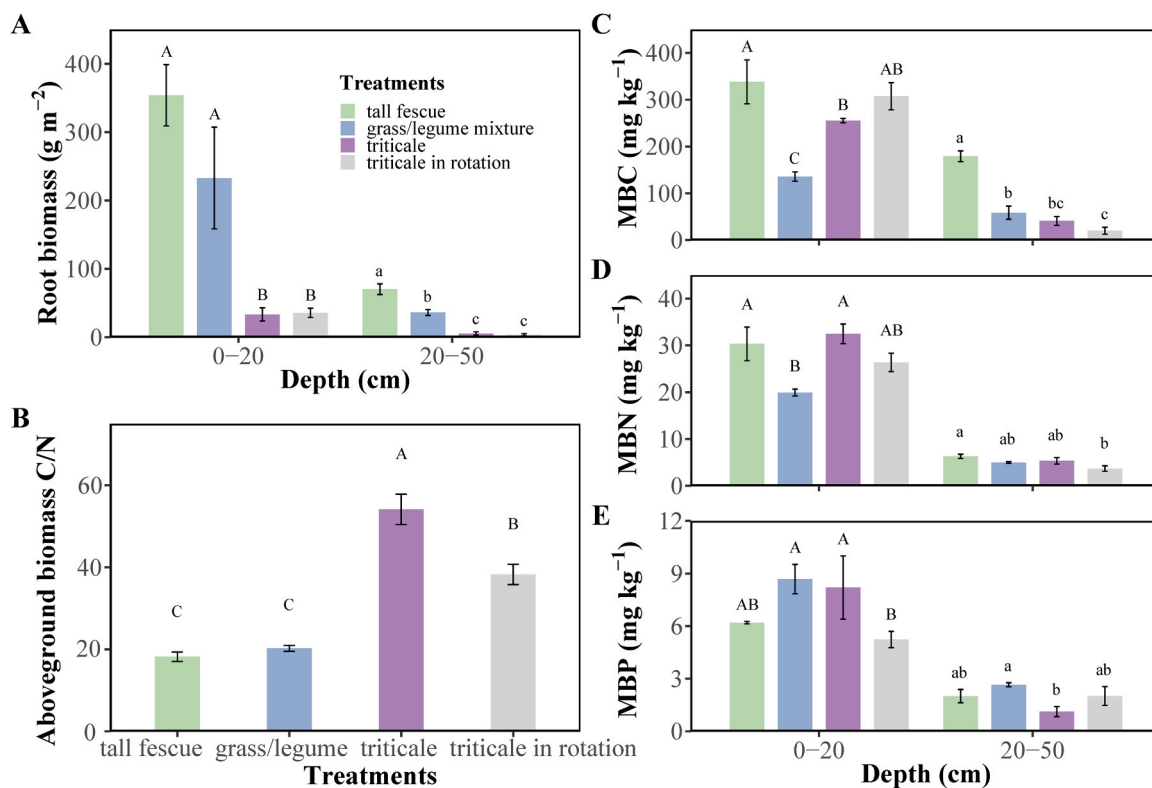 A
Root biomass (g m⁻²)
400
300
200
100
0
A
A
B
B
a
b
c
c
Treatments
tall fescue
grass/legume mixture
triticale
triticale in rotation
0−20
20−50
Depth (cm)
B
Aboveground biomass C/N
60
40
20
0
C
C
A
B
tall fescue
grass/legume
triticale
triticale in rotation
Treatments
C
MBC (mg kg⁻¹)
400
300
200
100
0
A
C
B
AB
a
b
bc
c
D
MBN (mg kg⁻¹)
40
30
20
10
0
A
B
A
AB
a
ab
ab
b
E
MBP (mg kg⁻¹)
12
9
6
3
0
AB
A
A
B
ab
a
b
ab
0−20
20−50
Depth (cm)